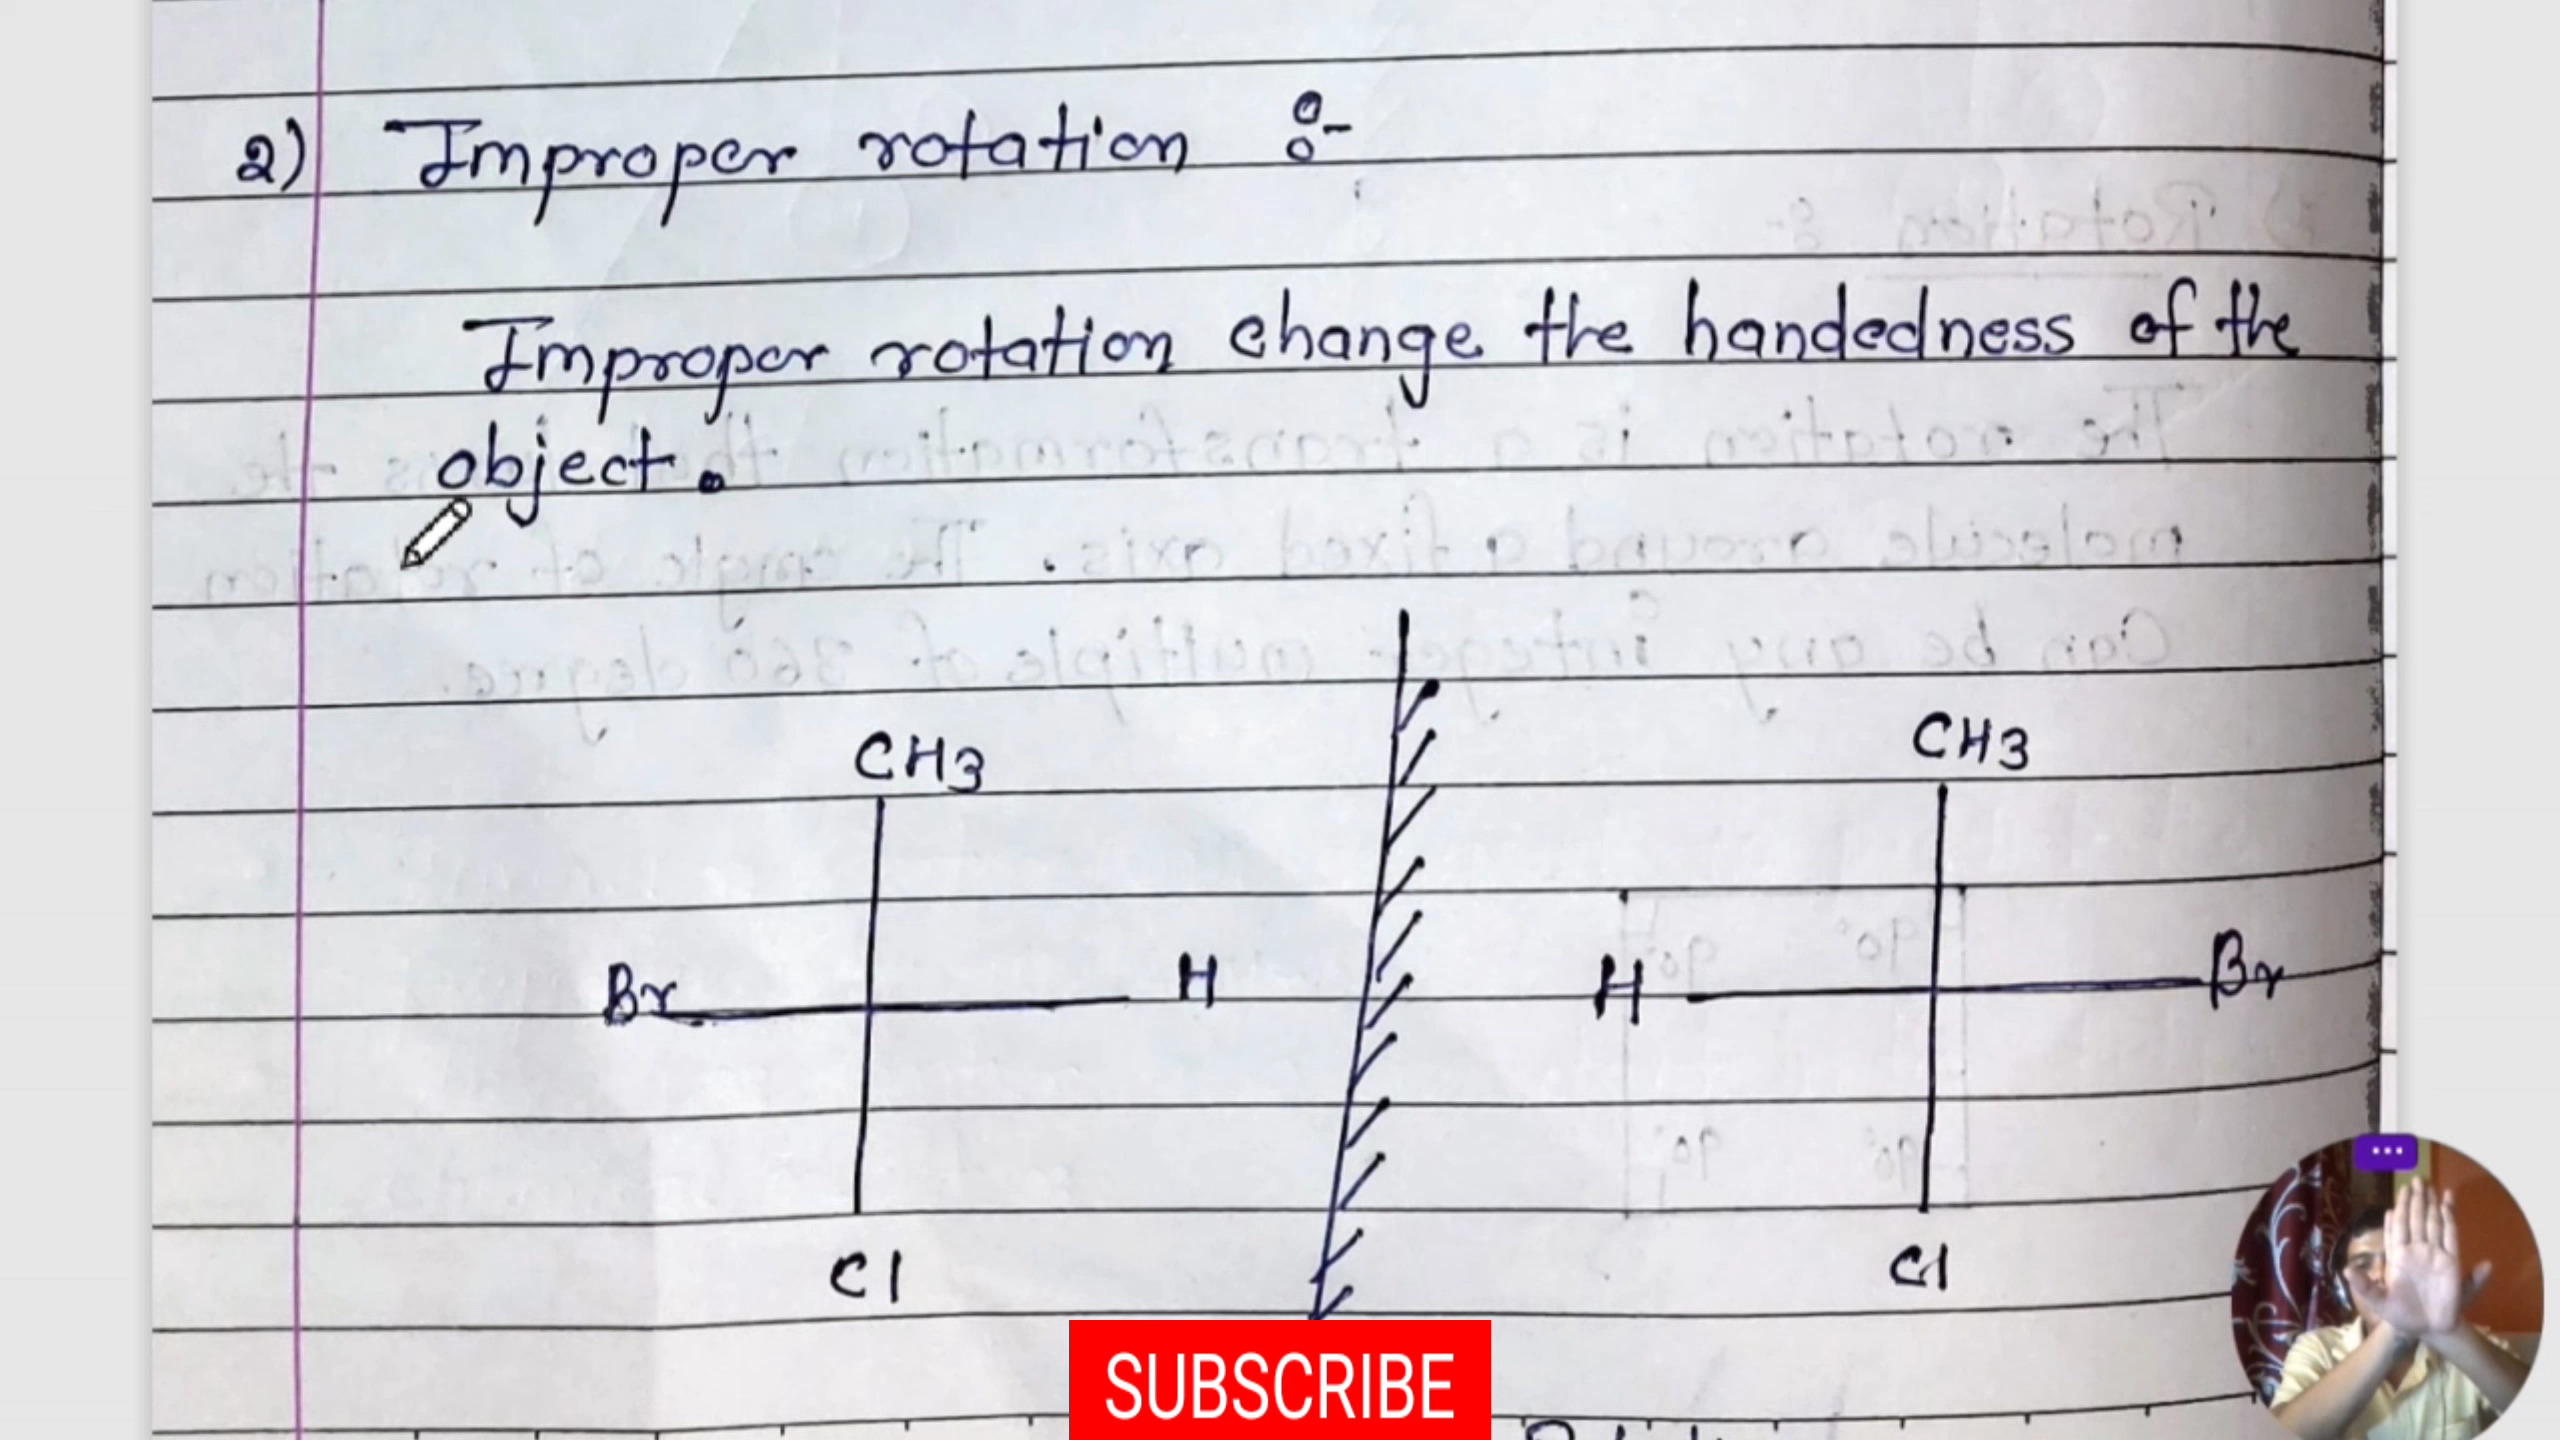 2) Improper rotation :-
Improper rotation change the handedness of the
object.
CH3
CH3
Br
H
H
Br
Cl
Cl
SUBSCRIBE